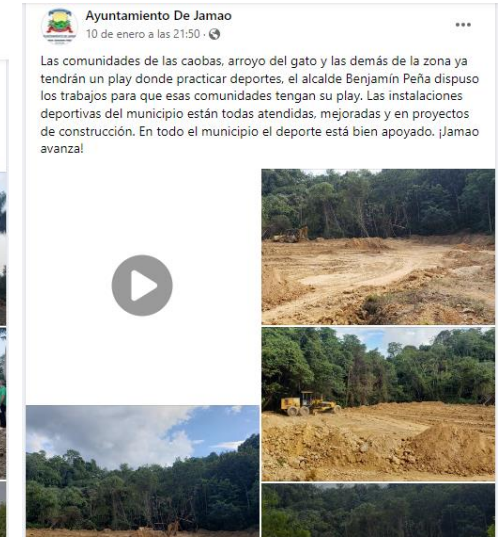 Ayuntamiento De Jamao
10 de enero a las 21:50 ·
Las comunidades de las caobas, arroyo del gato y las demás de la zona ya
tendrán un play donde practicar deportes, el alcalde Benjamín Peña dispuso
los trabajos para que esas comunidades tengan su play. Las instalaciones
deportivas del municipio están todas atendidas, mejoradas y en proyectos
de construcción. En todo el municipio el deporte está bien apoyado. ¡Jamao
avanza!